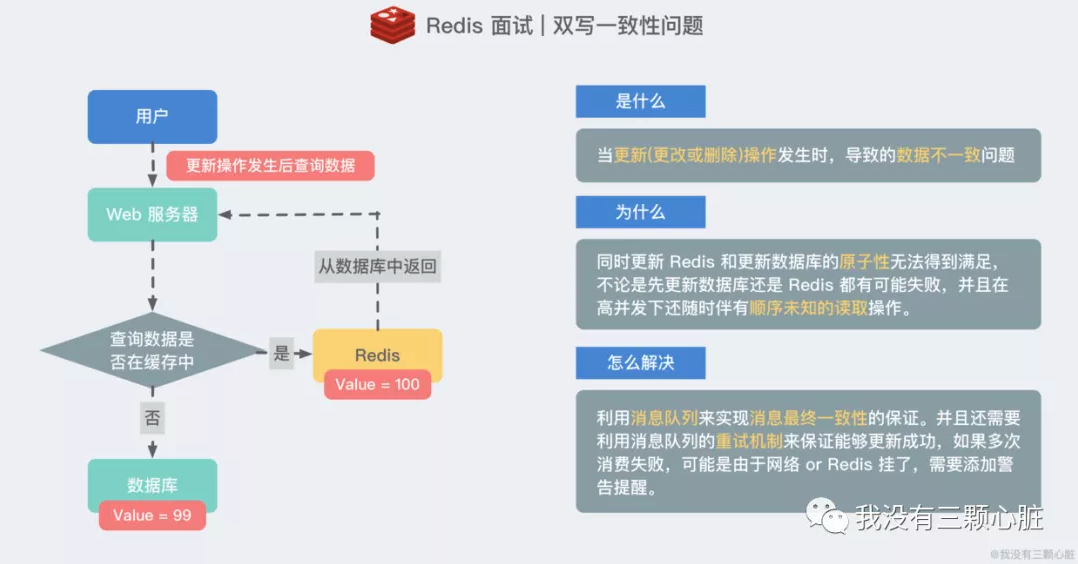 Redis 面试 | 双写一致性问题
用户
更新操作发生后查询数据
Web 服务器
从数据库中返回
查询数据是
否在缓存中
是
Redis
Value = 100
否
数据库
Value = 99
是什么
当更新(更改或删除)操作发生时，导致的数据不一致问题
为什么
同时更新 Redis 和更新数据库的原子性无法得到满足，
不论是先更新数据库还是 Redis 都有可能失败，并且在
高并发下还随时伴有顺序未知的读取操作。
怎么解决
利用消息队列来实现消息最终一致性的保证。并且还需要
利用消息队列的重试机制来保证能够更新成功，如果多次
消费失败，可能是由于网络 or Redis 挂了，需要添加警
告提醒。
我没有三颗心脏
@我没有三颗心脏